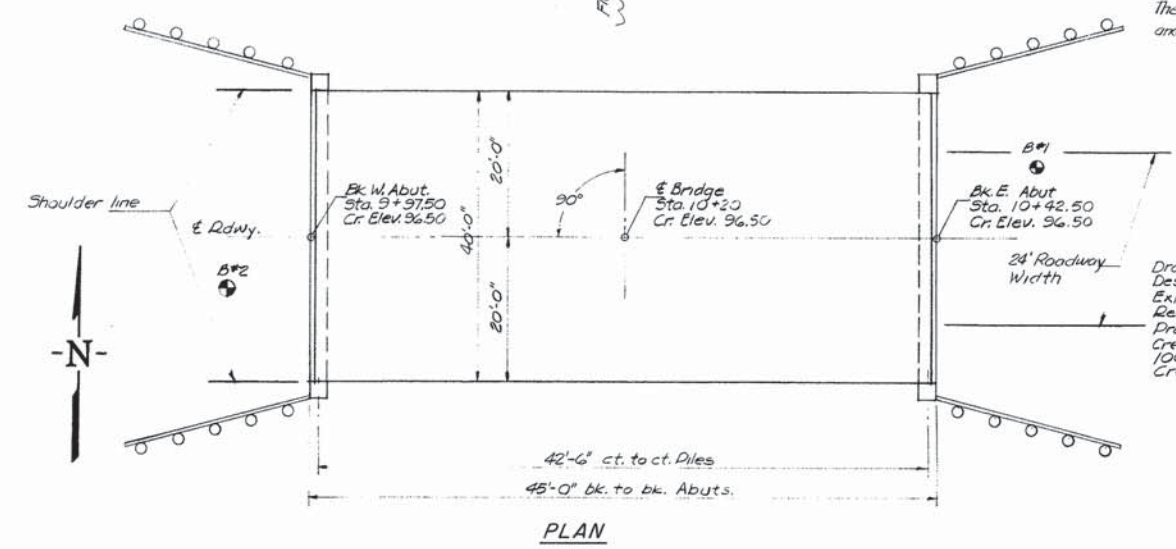 The
Shoulder line
℄ Rdwy.
B#2
-N-
Bk. W. Abut.
Sta. 9+97.50
Cr. Elev. 96.50
40'-0"
20'-0"
20'-0"
90°
℄ Bridge
Sta. 10+20
Cr. Elev. 96.50
B#1
Bk. E. Abut
Sta. 10+42.50
Cr. Elev. 96.50
24' Roadway
Width
42'-6" ct. to ct. Piles
45'-0" bk. to bk. Abuts.
PLAN